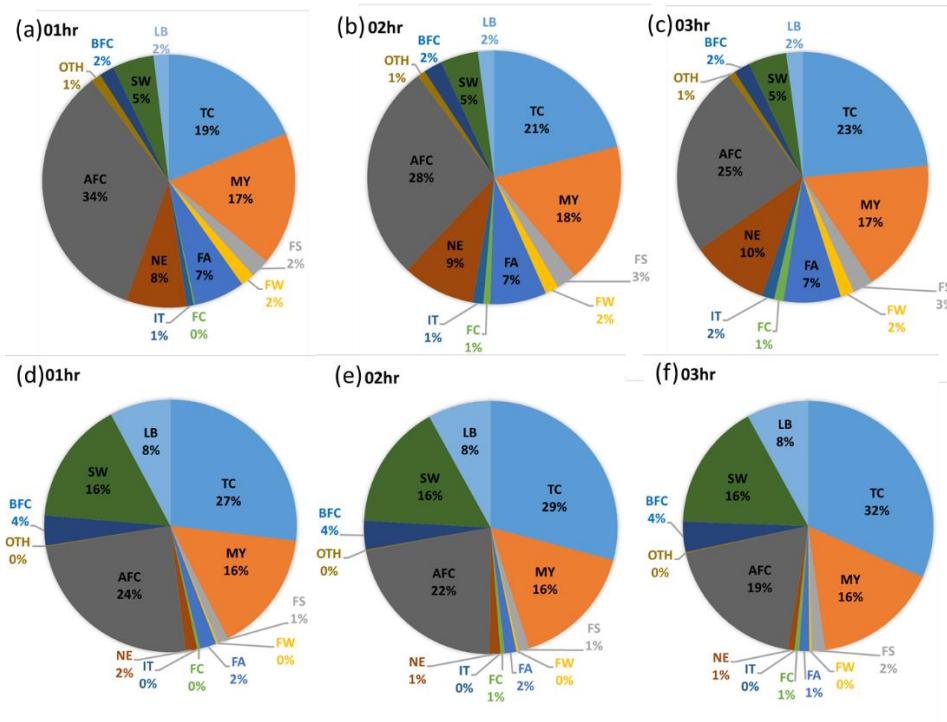 (a) 01hr
LB
2%
BFC
2%
OTH
1%
SW
5%
TC
19%
AFC
34%
MY
17%
FS
2%
FW
2%
FA
7%
NE
8%
IT
1%
FC
0%
(b) 02hr
LB
2%
BFC
2%
OTH
1%
SW
5%
TC
21%
AFC
28%
MY
18%
FS
3%
FW
2%
FA
7%
NE
9%
IT
1%
FC
1%
(c) 03hr
LB
2%
BFC
2%
OTH
1%
SW
5%
TC
23%
AFC
25%
MY
17%
FS
3%
FW
2%
FA
7%
NE
10%
IT
2%
FC
1%
(d) 01hr
LB
8%
SW
16%
TC
27%
BFC
4%
OTH
0%
AFC
24%
MY
16%
FS
1%
FW
0%
FA
2%
NE
2%
IT
0%
FC
0%
(e) 02hr
LB
8%
SW
16%
TC
29%
BFC
4%
OTH
0%
AFC
22%
MY
16%
FS
1%
FW
0%
FA
2%
NE
1%
IT
0%
FC
1%
(f) 03hr
LB
8%
SW
16%
TC
32%
BFC
4%
OTH
0%
AFC
19%
MY
16%
FS
2%
FW
0%
FA
1%
NE
1%
IT
0%
FC
1%